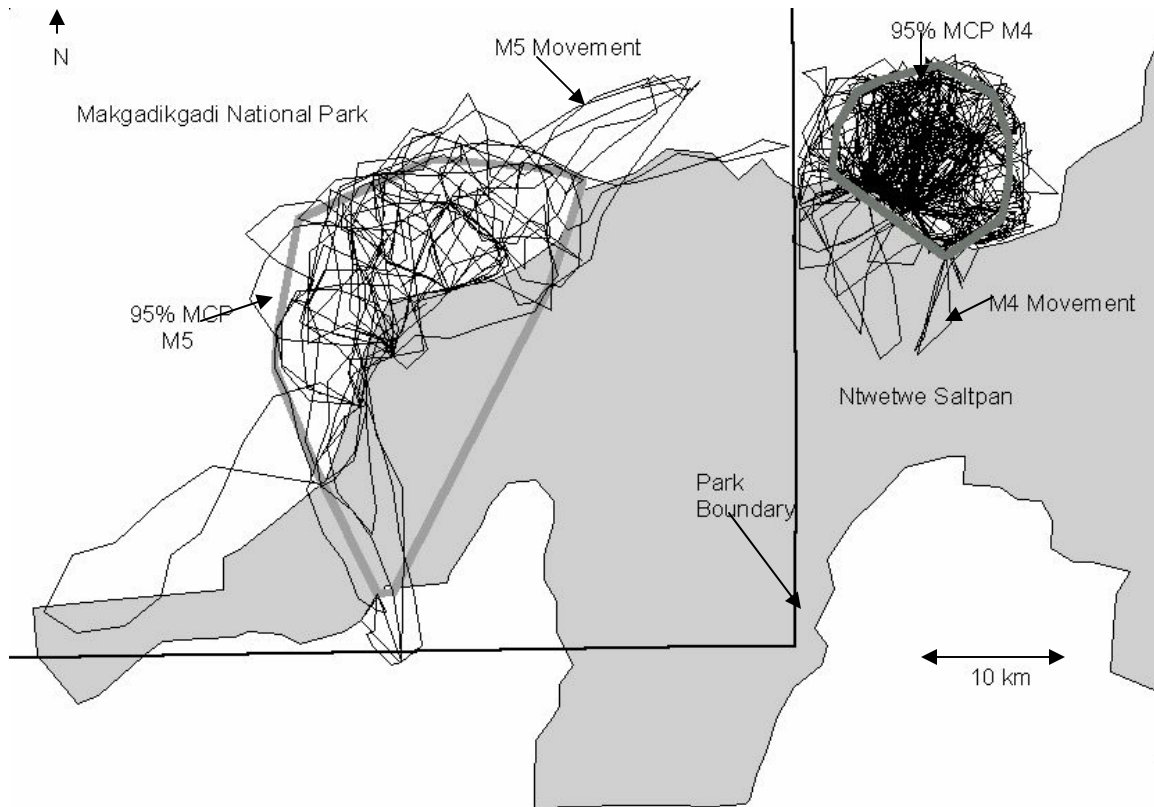 N
M5 Movement
95% MCP M4
Makgadikgadi National Park
95% MCP
M5
M4 Movement
Ntwetwe Saltpan
Park
Boundary
10 km